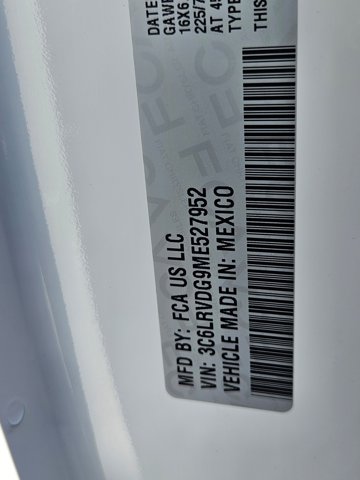 DATE
GAWR
16X6.
225/7
AT 45
TYPE
THIS
MFD BY: FCA US LLC
VIN: 3C6LRVDG9ME527952
VEHICLE MADE IN: MEXICO